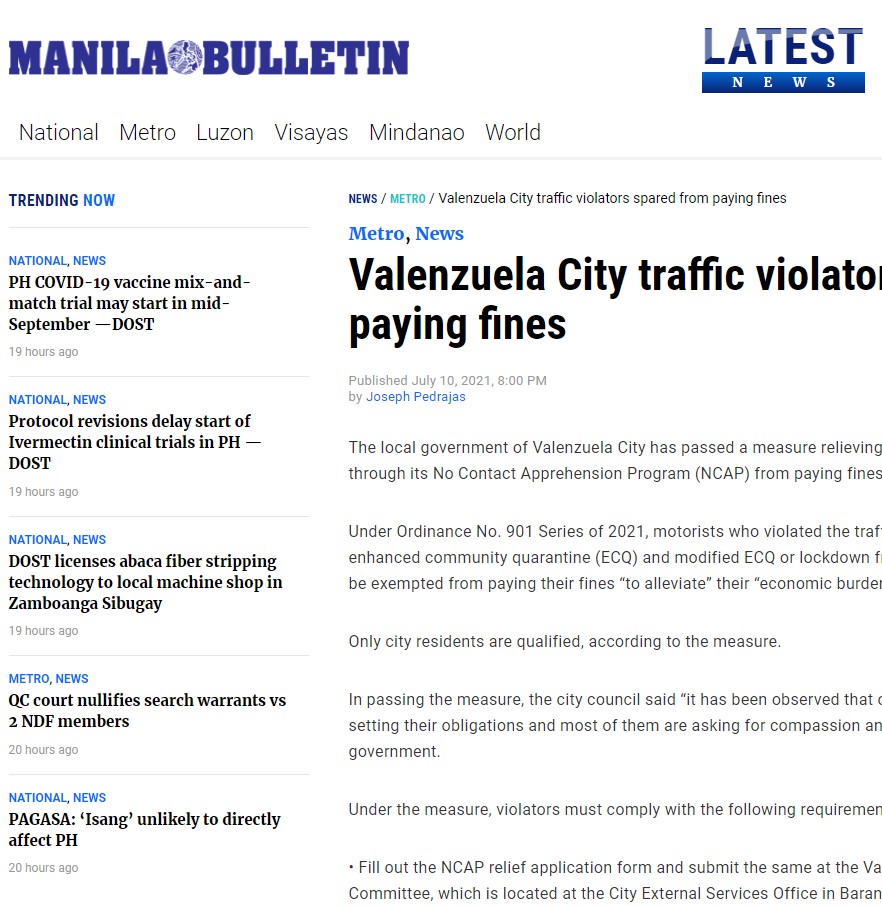 MANILA BULLETIN
LATEST
NEWS
National Metro Luzon Visayas Mindanao World
TRENDING NOW
NATIONAL, NEWS
PH COVID-19 vaccine mix-and-
match trial may start in mid-
September —DOST
19 hours ago
NATIONAL, NEWS
Protocol revisions delay start of
Ivermectin clinical trials in PH —
DOST
19 hours ago
NATIONAL, NEWS
DOST licenses abaca fiber stripping
technology to local machine shop in
Zamboanga Sibugay
19 hours ago
METRO, NEWS
QC court nullifies search warrants vs
2 NDF members
20 hours ago
NATIONAL, NEWS
PAGASA: ‘Isang’ unlikely to directly
affect PH
20 hours ago
NEWS / METRO / Valenzuela City traffic violators spared from paying fines
Metro, News
Valenzuela City traffic violator
paying fines
Published July 10, 2021, 8:00 PM
by Joseph Pedrajas
The local government of Valenzuela City has passed a measure relieving
through its No Contact Apprehension Program (NCAP) from paying fines
Under Ordinance No. 901 Series of 2021, motorists who violated the traf
enhanced community quarantine (ECQ) and modified ECQ or lockdown f
be exempted from paying their fines “to alleviate” their “economic burder
Only city residents are qualified, according to the measure.
In passing the measure, the city council said “it has been observed that
setting their obligations and most of them are asking for compassion an
government.
Under the measure, violators must comply with the following requiremen
• Fill out the NCAP relief application form and submit the same at the Va
Committee, which is located at the City External Services Office in Baran